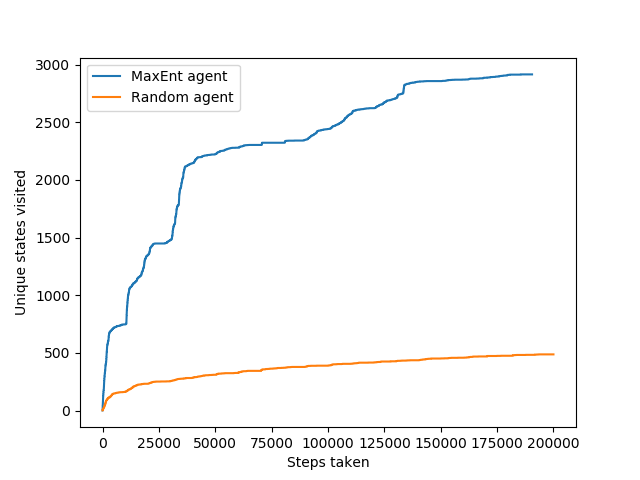 MaxEnt agent
Random agent
3000
2500
2000
1500
1000
500
0
Unique states visited
0 25000 50000 75000 100000 125000 150000 175000 200000
Steps taken